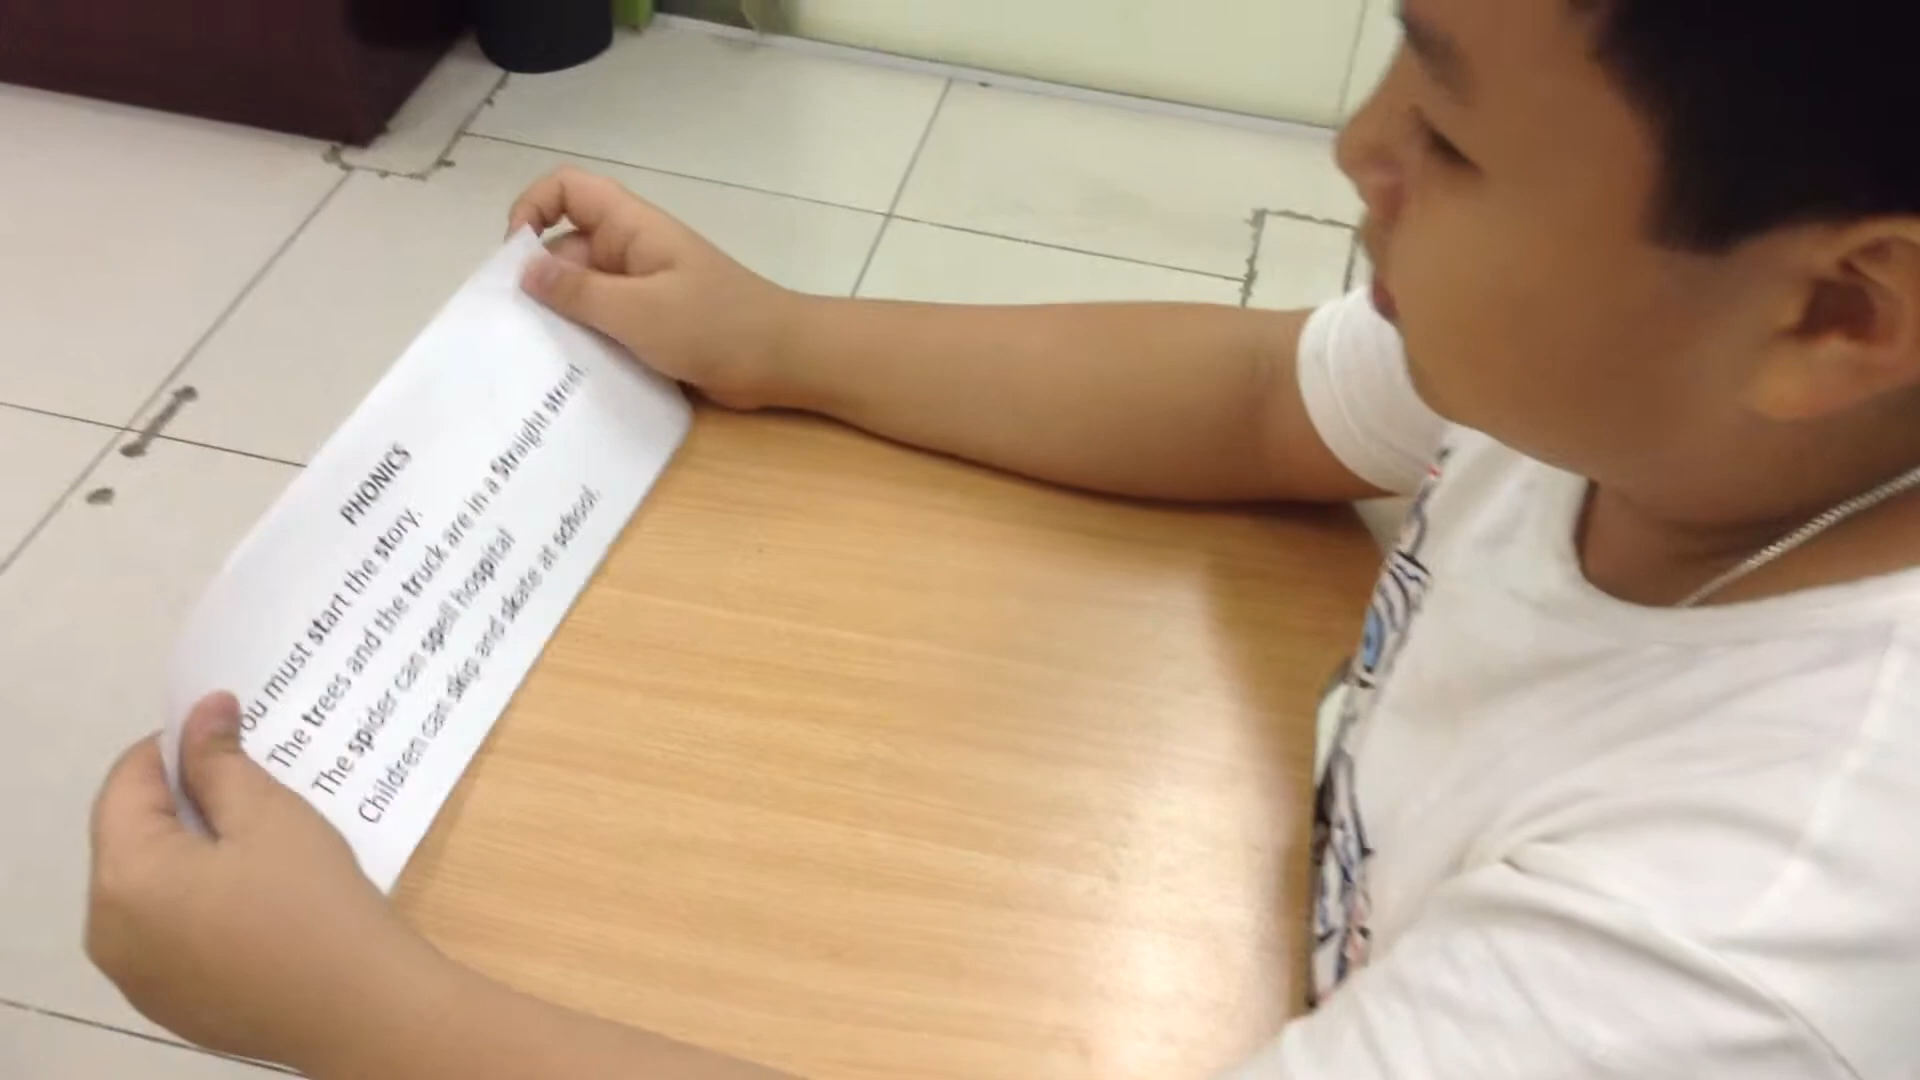 PHONICS
You must start the story.
The trees and the truck are in a Straight street.
The spider can spell hospital
Children can skip and skate at school.